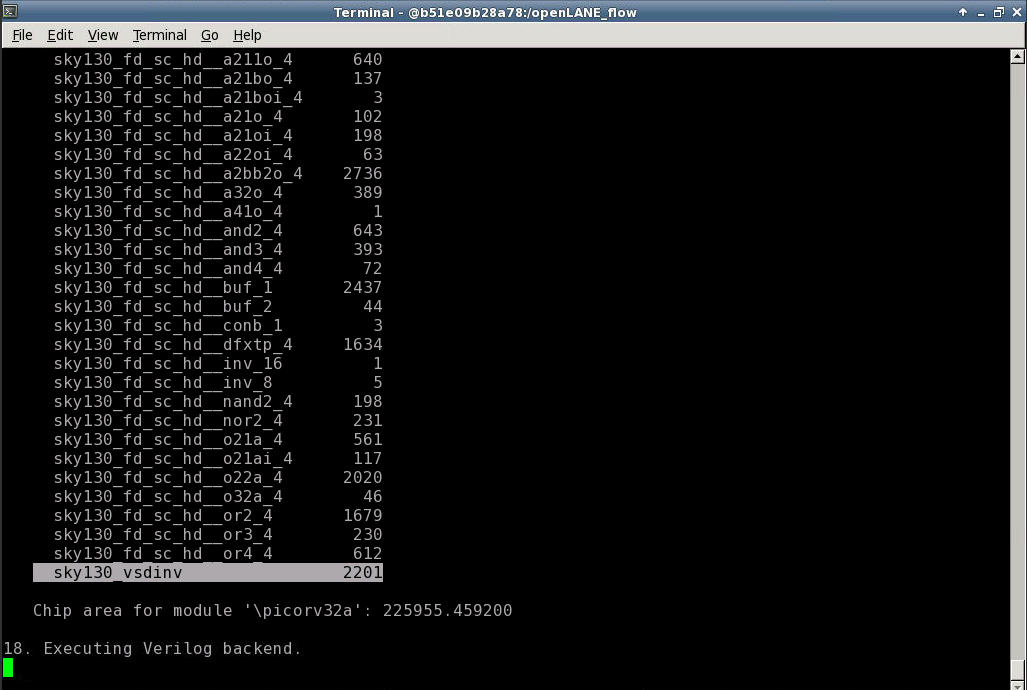 Terminal - @b51e09b28a78:/openLANE_flow
File Edit View Terminal Go Help
sky130_fd_sc_hd__a211o_4 640
sky130_fd_sc_hd__a21bo_4 137
sky130_fd_sc_hd__a21boi_4 3
sky130_fd_sc_hd__a21o_4 102
sky130_fd_sc_hd__a21oi_4 198
sky130_fd_sc_hd__a22oi_4 63
sky130_fd_sc_hd__a2bb2o_4 2736
sky130_fd_sc_hd__a32o_4 389
sky130_fd_sc_hd__a41o_4 1
sky130_fd_sc_hd__and2_4 643
sky130_fd_sc_hd__and3_4 393
sky130_fd_sc_hd__and4_4 72
sky130_fd_sc_hd__buf_1 2437
sky130_fd_sc_hd__buf_2 44
sky130_fd_sc_hd__conb_1 3
sky130_fd_sc_hd__dfxtp_4 1634
sky130_fd_sc_hd__inv_16 1
sky130_fd_sc_hd__inv_8 5
sky130_fd_sc_hd__nand2_4 198
sky130_fd_sc_hd__nor2_4 231
sky130_fd_sc_hd__o21a_4 561
sky130_fd_sc_hd__o21ai_4 117
sky130_fd_sc_hd__o22a_4 2020
sky130_fd_sc_hd__o32a_4 46
sky130_fd_sc_hd__or2_4 1679
sky130_fd_sc_hd__or3_4 230
sky130_fd_sc_hd__or4_4 612
sky130_vsdinv 2201
Chip area for module '\picorv32a': 225955.459200
18. Executing Verilog backend.